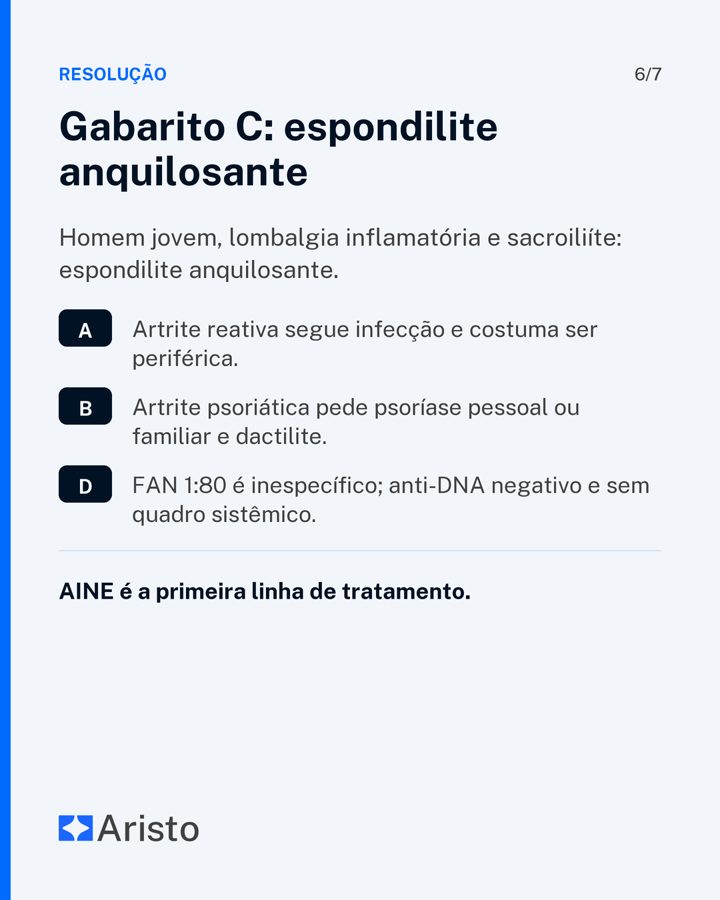 RESOLUÇÃO
6/7
Gabarito C: espondilite
anquilosante
Homem jovem, lombalgia inflamatória e sacroiliíte:
espondilite anquilosante.
A
Artrite reativa segue infecção e costuma ser
periférica.
B
Artrite psoriática pede psoríase pessoal ou
familiar e dactilite.
D
FAN 1:80 é inespecífico; anti-DNA negativo e sem
quadro sistêmico.
AINE é a primeira linha de tratamento.
Aristo